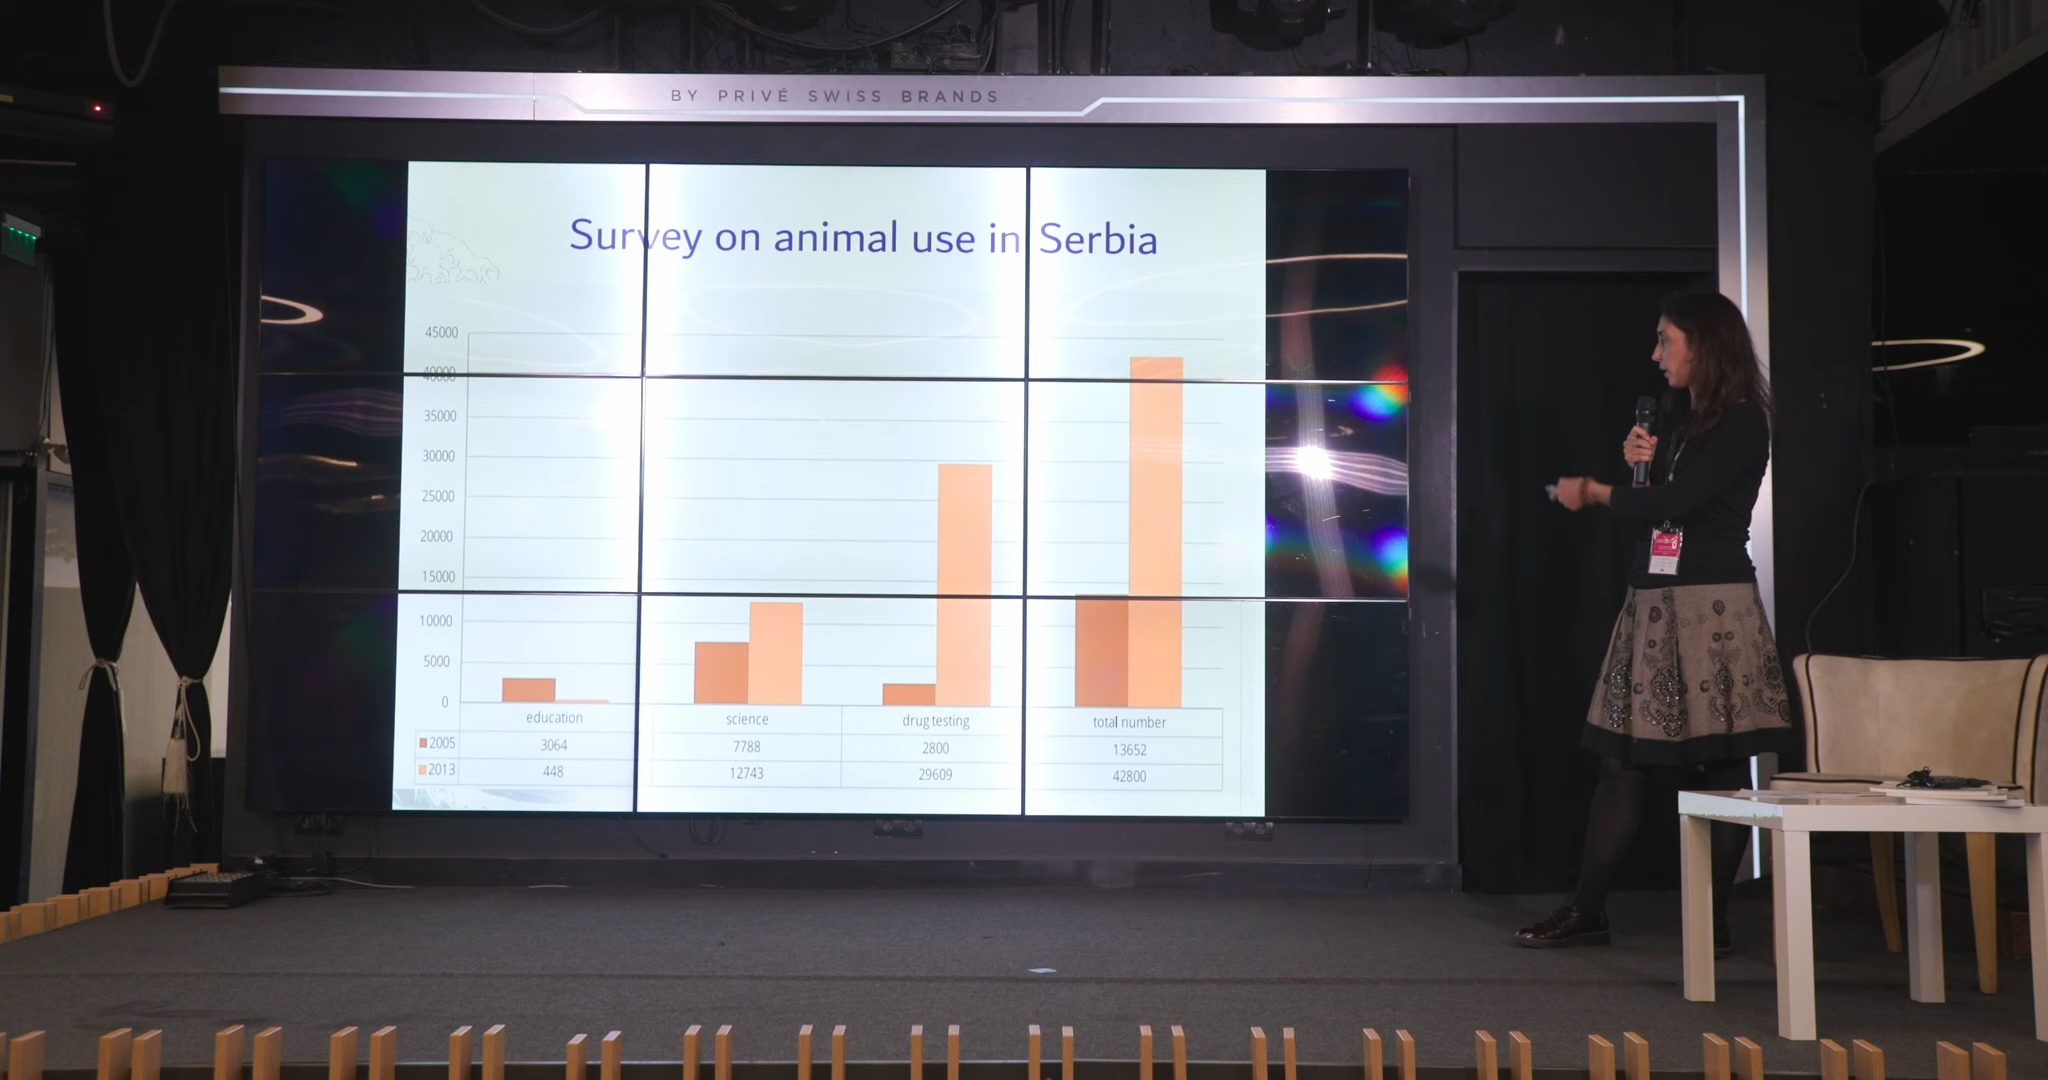 BY PRIVÉ SWISS BRANDS
Survey on animal use in Serbia
45000
40000
35000
30000
25000
20000
15000
10000
5000
0
education science drug testing total number
2005 3064 7788 2800 13652
2013 448 12743 29609 42800